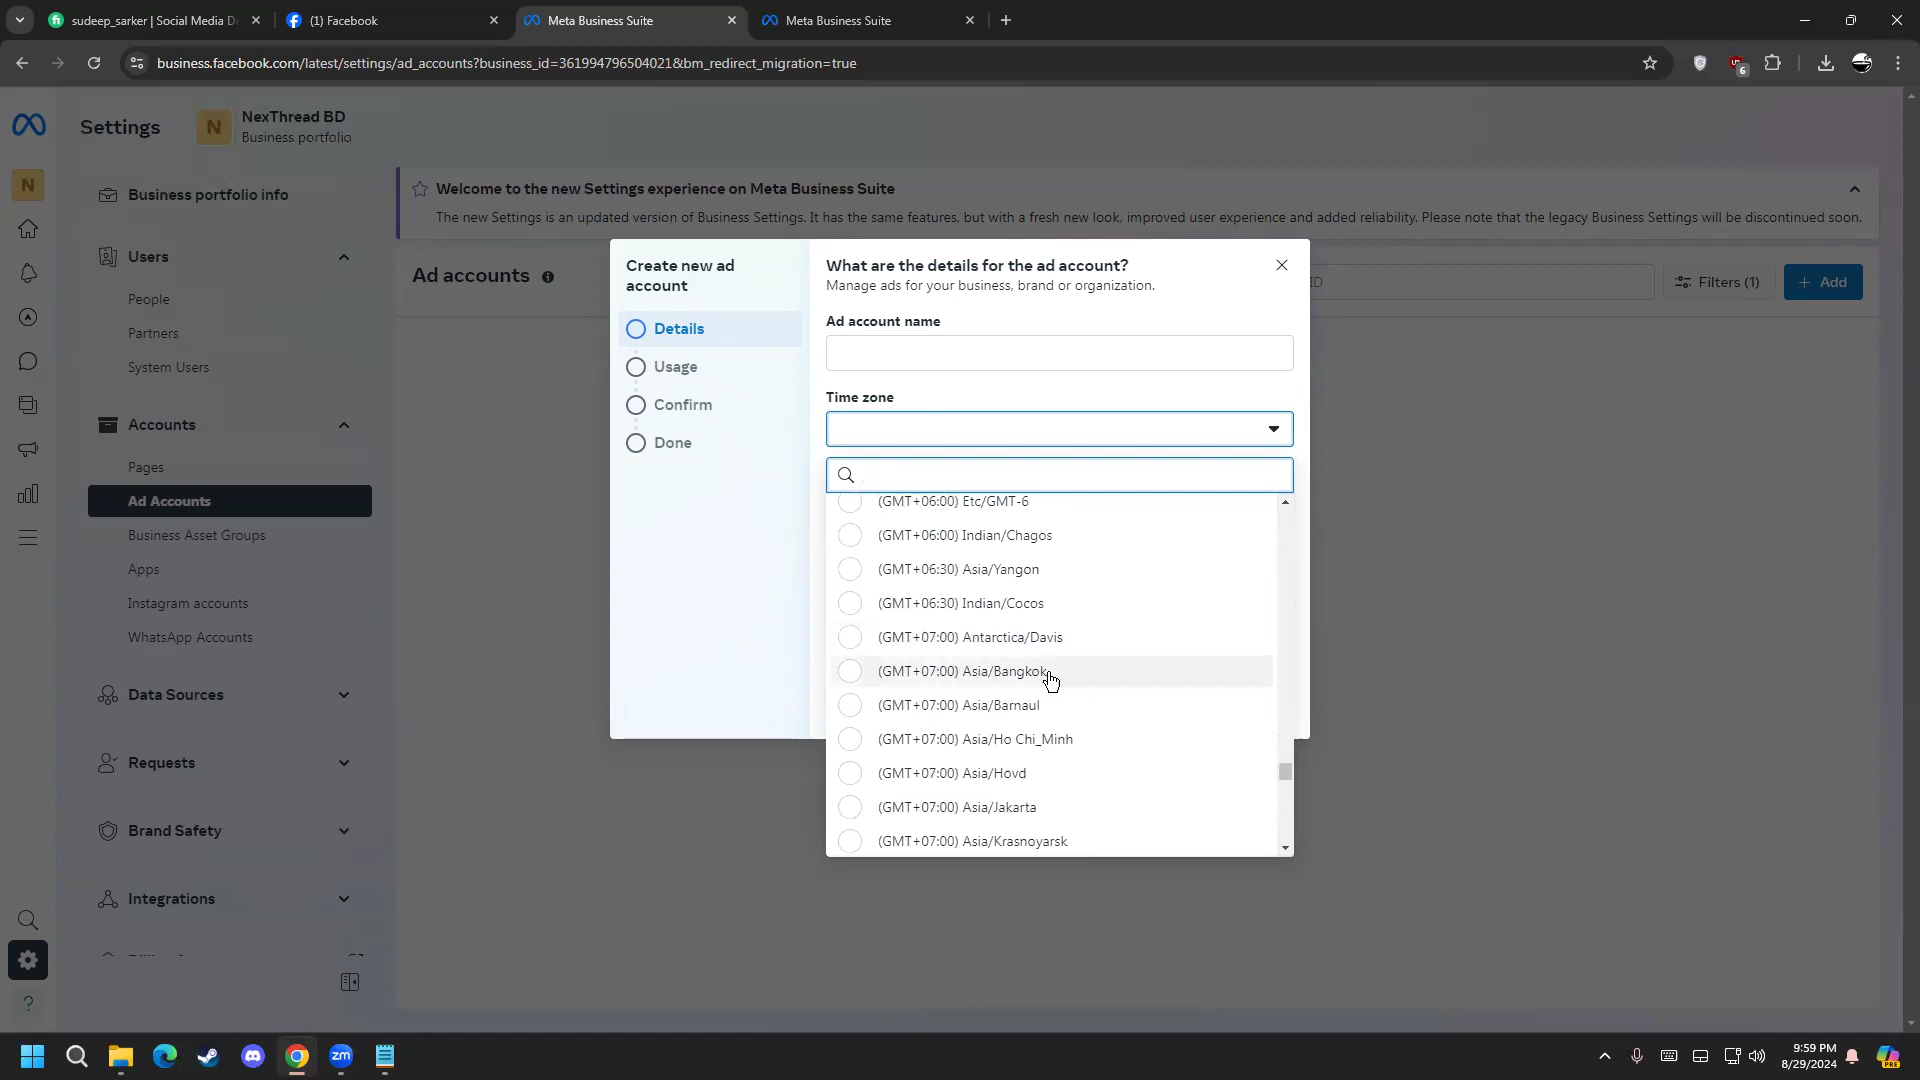 sudeep_sarker | Social Media D
(1) Facebook
Meta Business Suite
Meta Business Suite
business.facebook.com/latest/settings/ad_accounts?business_id=361994796504021&bm_redirect_migration=true
6
Settings
N
NexThread BD
Business portfolio
N
Business portfolio info
Users
People
Partners
System Users
Accounts
Pages
Ad Accounts
Business Asset Groups
Apps
Instagram accounts
WhatsApp Accounts
Data Sources
Requests
Brand Safety
Integrations
Welcome to the new Settings experience on Meta Business Suite
The new Settings is an updated version of Business Settings. It has the same features, but with a fresh new look, improved user experience and added reliability. Please note that the legacy Business Settings will be discontinued soon.
Ad accounts
ID
Filters (1)
+ Add
Create new ad
account
Details
Usage
Confirm
Done
What are the details for the ad account?
Manage ads for your business, brand or organization.
Ad account name
Time zone
(GMT+06:00) Etc/GMT-6
(GMT+06:00) Indian/Chagos
(GMT+06:30) Asia/Yangon
(GMT+06:30) Indian/Cocos
(GMT+07:00) Antarctica/Davis
(GMT+07:00) Asia/Bangkok
(GMT+07:00) Asia/Barnaul
(GMT+07:00) Asia/Ho Chi_Minh
(GMT+07:00) Asia/Hovd
(GMT+07:00) Asia/Jakarta
(GMT+07:00) Asia/Krasnoyarsk
zm
9:59 PM
8/29/2024
PRE